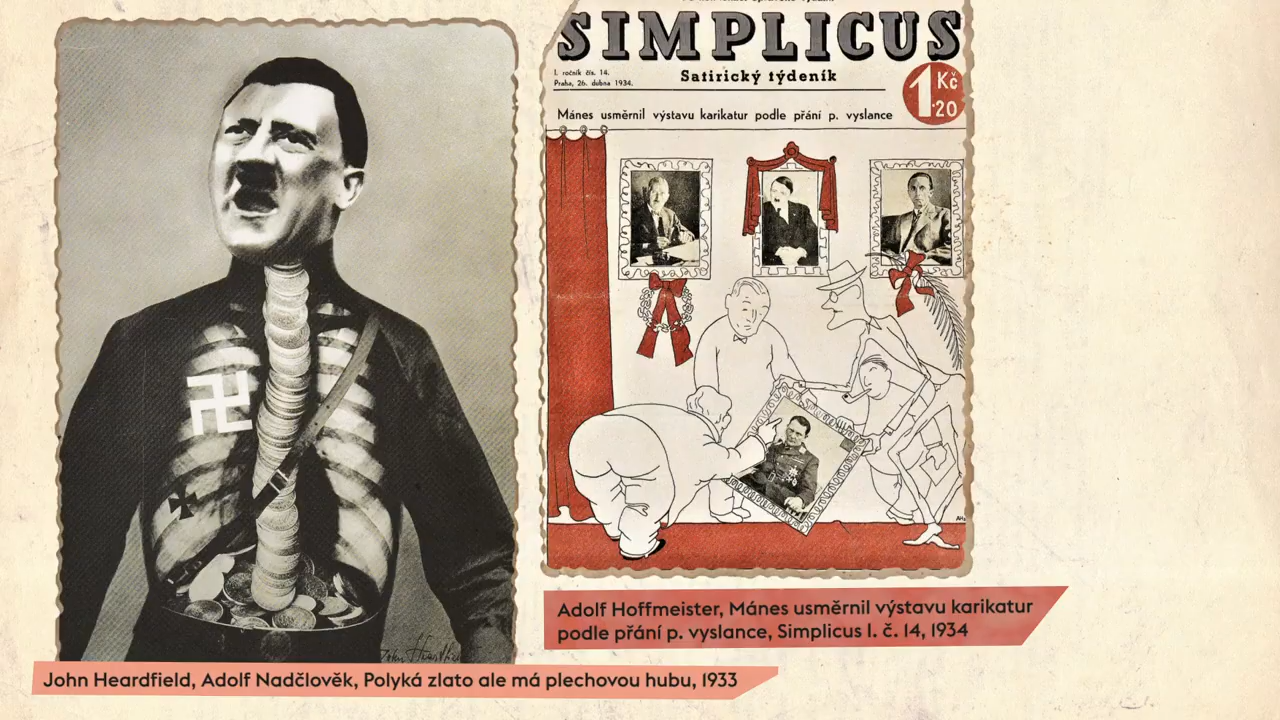 SIMPLICUS
I. ročník čís. 14.
Praha, 26. dubna 1934.
Satirický týdeník
1 Kč 20
Mánes usměrnil výstavu karikatur podle přání p. vyslance
Adolf Hoffmeister, Mánes usměrnil výstavu karikatur
podle přání p. vyslance, Simplicus I. č. 14, 1934
John Heardfield, Adolf Nadčlověk, Polyká zlato ale má plechovou hubu, 1933